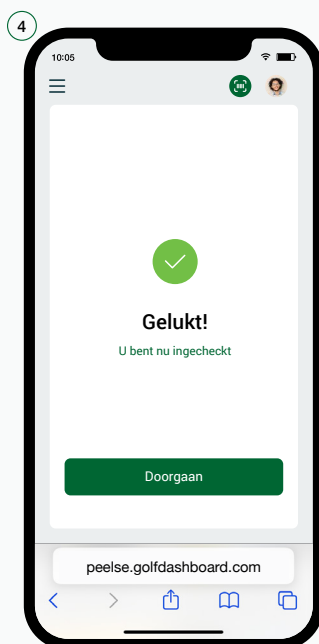 4
10:05
Gelukt!
U bent nu ingecheckt
Doorgaan
peelse.golfdashboard.com